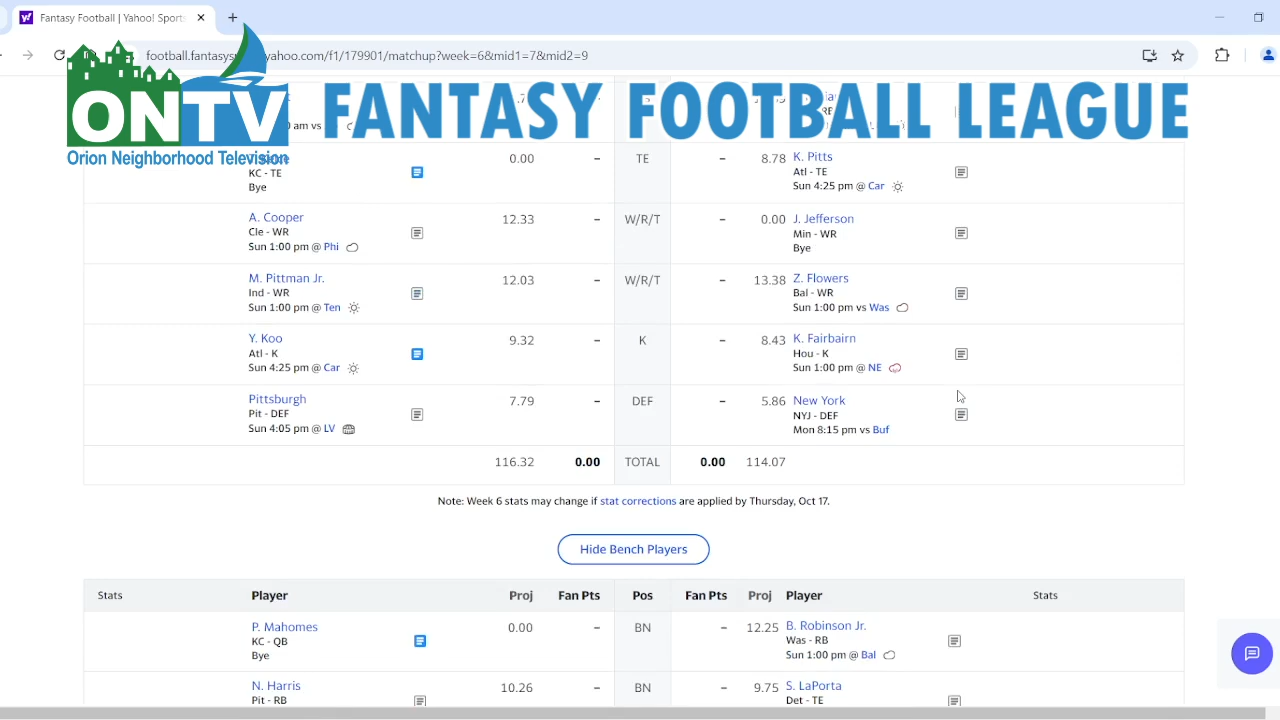 Fantasy Football | Yahoo! Sports
football.fantasys yahoo.com/f1/179901/matchup?week=6&mid1=7&mid2=9
ONTV FANTASY FOOTBALL LEAGUE
Orion Neighborhood Television
0.00 – TE – 8.78 K. Pitts
KC - TE Atl - TE
Bye Sun 4:25 pm @ Car
A. Cooper 12.33 – W/R/T – 0.00 J. Jefferson
Cle - WR Min - WR
Sun 1:00 pm @ Phi Bye
M. Pittman Jr. 12.03 – W/R/T – 13.38 Z. Flowers
Ind - WR Bal - WR
Sun 1:00 pm @ Ten Sun 1:00 pm vs Was
Y. Koo 9.32 – K – 8.43 K. Fairbairn
Atl - K Hou - K
Sun 4:25 pm @ Car Sun 1:00 pm @ NE
Pittsburgh 7.79 – DEF – 5.86 New York
Pit - DEF NYJ - DEF
Sun 4:05 pm @ LV Mon 8:15 pm vs Buf
116.32 0.00 TOTAL 0.00 114.07
Note: Week 6 stats may change if stat corrections are applied by Thursday, Oct 17.
Hide Bench Players
Stats Player Proj Fan Pts Pos Fan Pts Proj Player Stats
P. Mahomes 0.00 – BN – 12.25 B. Robinson Jr.
KC - QB Was - RB
Bye Sun 1:00 pm @ Bal
N. Harris 10.26 – BN – 9.75 S. LaPorta
Pit - RB Det - TE